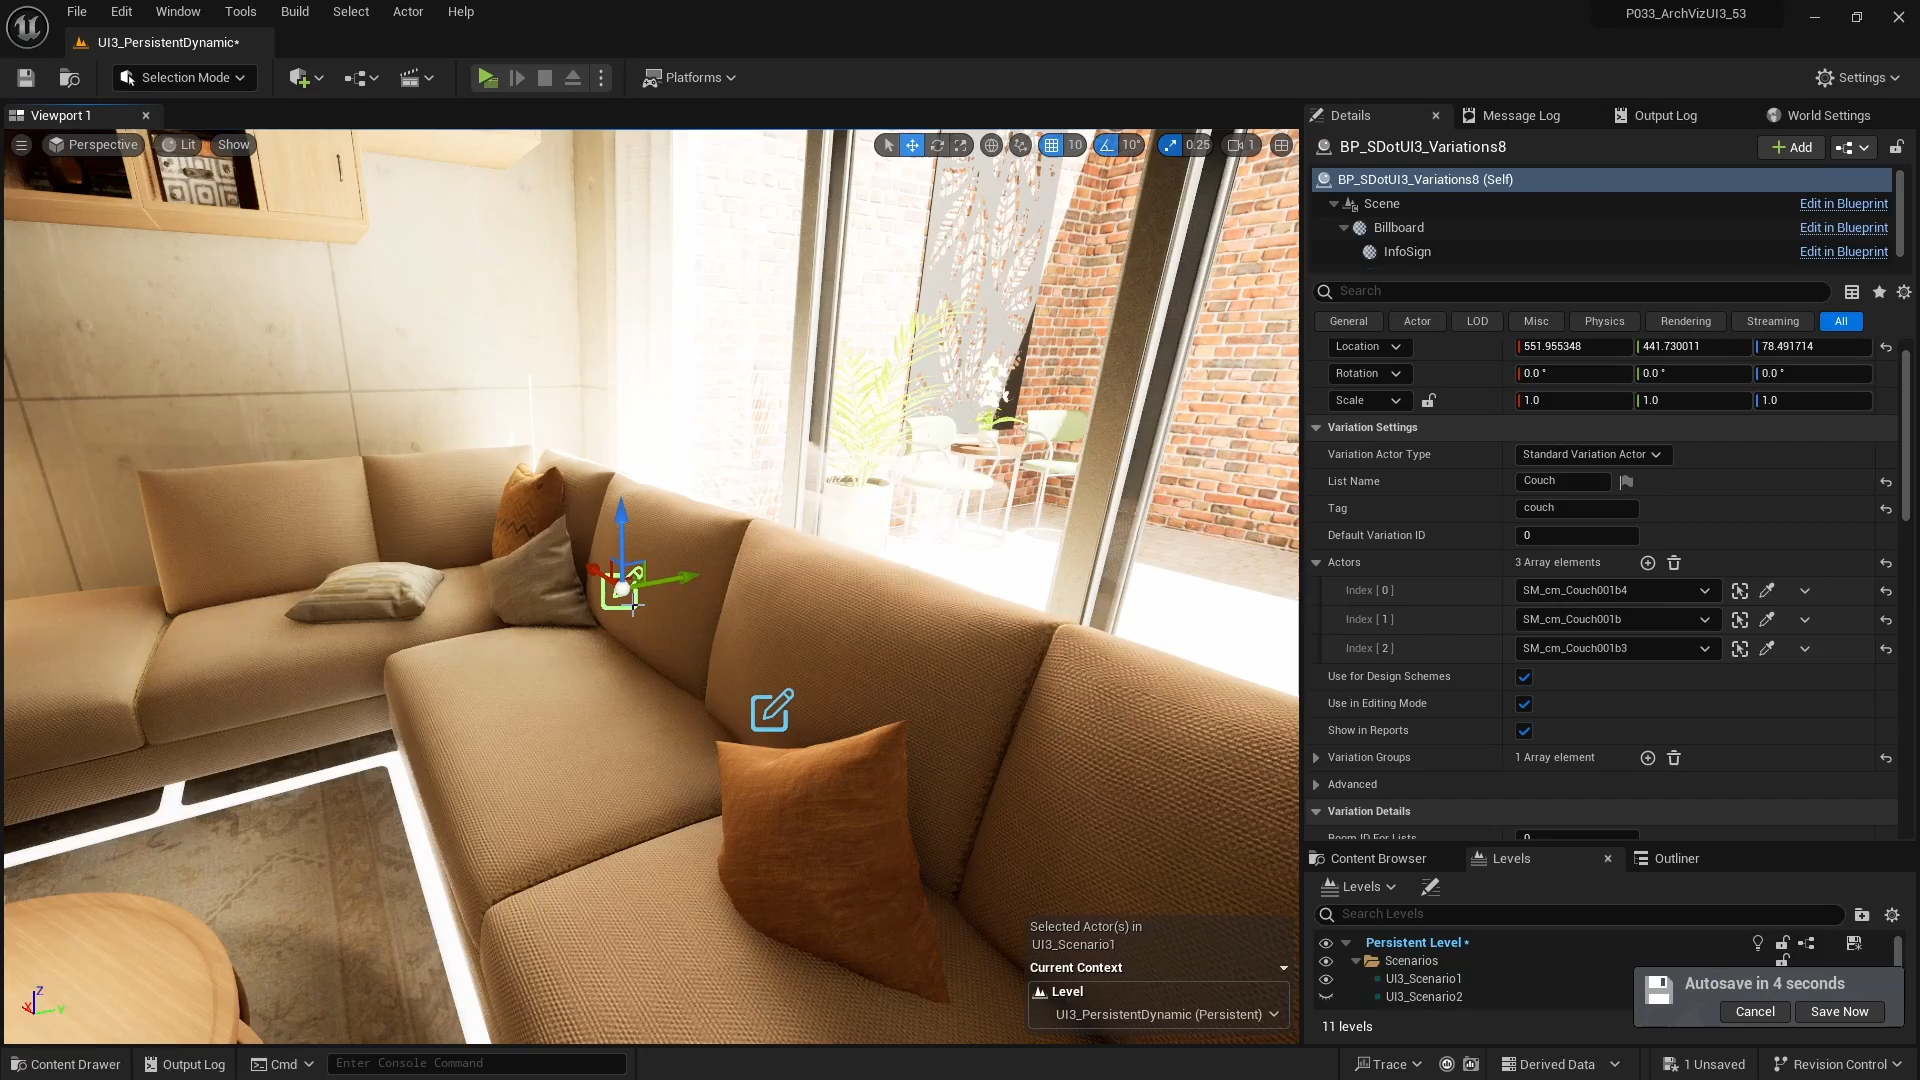 File Edit Window Tools Build Select Actor Help
P033_ArchVizUI3_53
UI3_PersistentDynamic*
Selection Mode
Platforms
Settings
Viewport 1
Perspective
Lit
Show
10
10°
0.25
1
Details
Message Log
Output Log
World Settings
BP_SDotUI3_Variations8
Add
BP_SDotUI3_Variations8 (Self)
Scene Edit in Blueprint
Billboard Edit in Blueprint
InfoSign Edit in Blueprint
Search
General Actor LOD Misc Physics Rendering Streaming All
Location 551.955348 441.730011 78.491714
Rotation 0.0 ° 0.0 ° 0.0 °
Scale 1.0 1.0 1.0
Variation Settings
Variation Actor Type Standard Variation Actor
List Name Couch
Tag couch
Default Variation ID 0
Actors 3 Array elements
Index [ 0 ] SM_cm_Couch001b4
Index [ 1 ] SM_cm_Couch001b
Index [ 2 ] SM_cm_Couch001b3
Use for Design Schemes
Use in Editing Mode
Show in Reports
Variation Groups 1 Array element
Advanced
Variation Details
Room ID For Lists 0
Content Browser
Levels
Outliner
Levels
Search Levels
Persistent Level *
Scenarios
UI3_Scenario1
UI3_Scenario2
11 levels
Autosave in 4 seconds
Cancel Save Now
Selected Actor(s) in
UI3_Scenario1
Current Context
Level
UI3_PersistentDynamic (Persistent)
Z
X
Y
Content Drawer
Output Log
Cmd
Enter Console Command
Trace
Derived Data
1 Unsaved
Revision Control